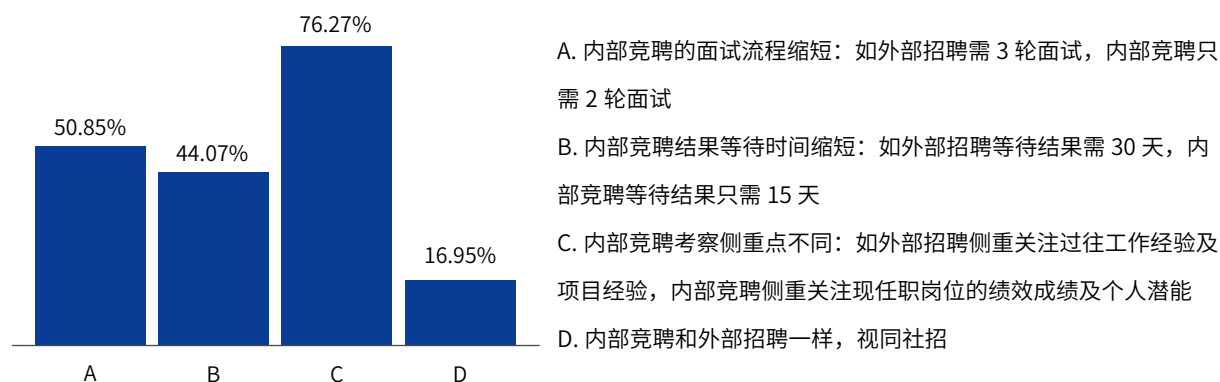 76.27%
50.85%
44.07%
16.95%
A
B
C
D
A. 内部竞聘的面试流程缩短：如外部招聘需 3 轮面试，内部竞聘只
需 2 轮面试
B. 内部竞聘结果等待时间缩短：如外部招聘等待结果需 30 天，内
部竞聘等待结果只需 15 天
C. 内部竞聘考察侧重点不同：如外部招聘侧重关注过往工作经验及
项目经验，内部竞聘侧重关注现任职岗位的绩效成绩及个人潜能
D. 内部竞聘和外部招聘一样，视同社招